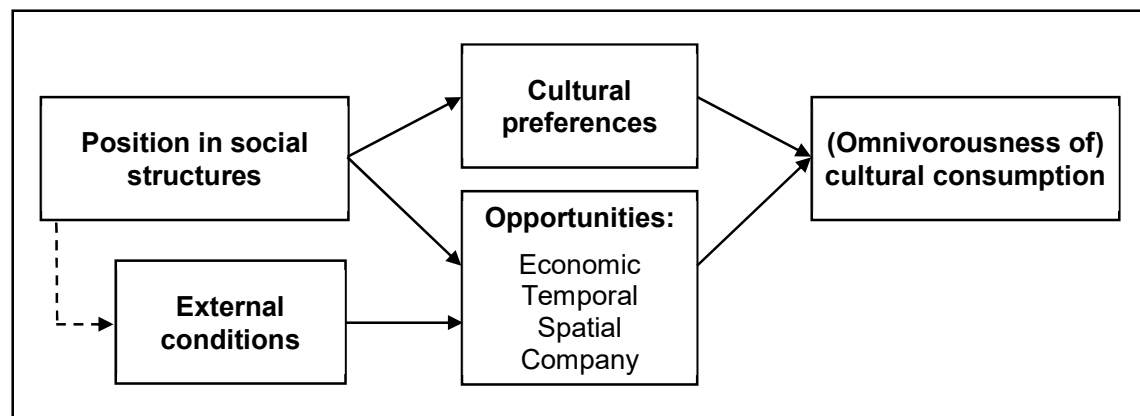 Position in social
structures
External
conditions
Cultural
preferences
Opportunities:
Economic
Temporal
Spatial
Company
(Omnivorousness of)
cultural consumption